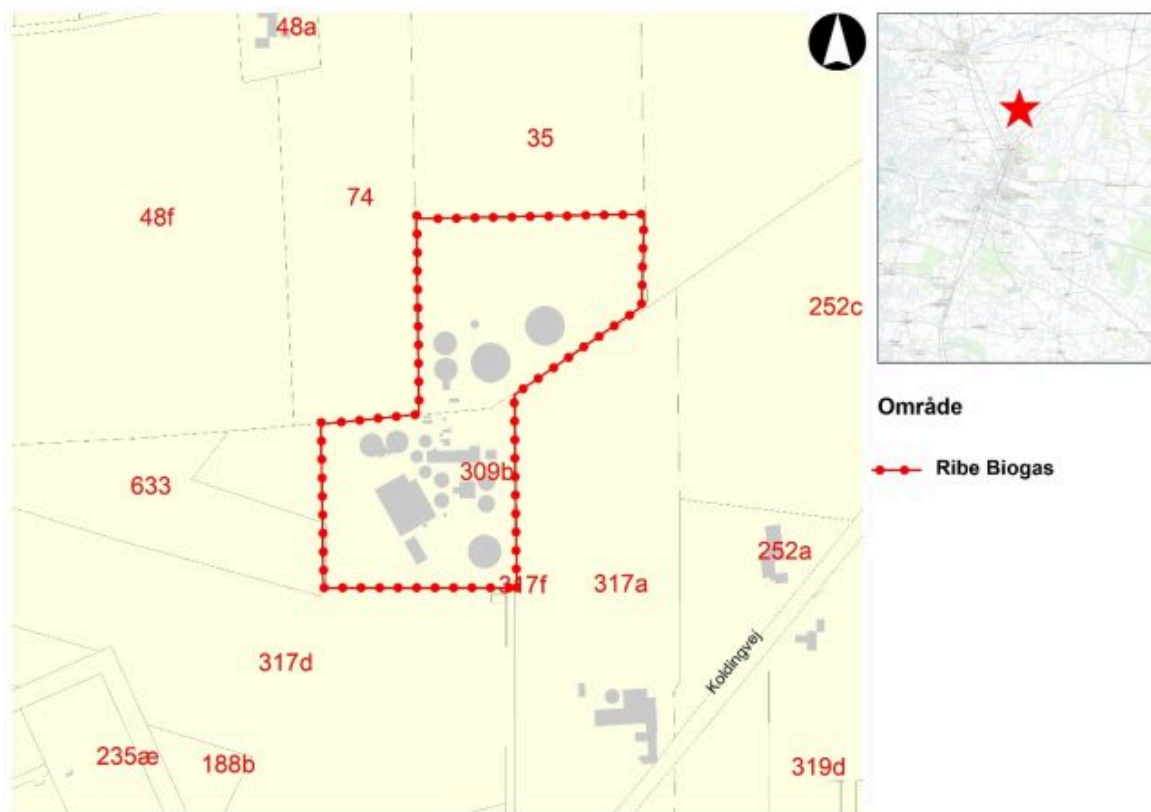 48a
35
74
48f
252c
Område
Ribe Biogas
309b
633
252a
317f
317a
Koldingvej
317d
235æ
188b
319d